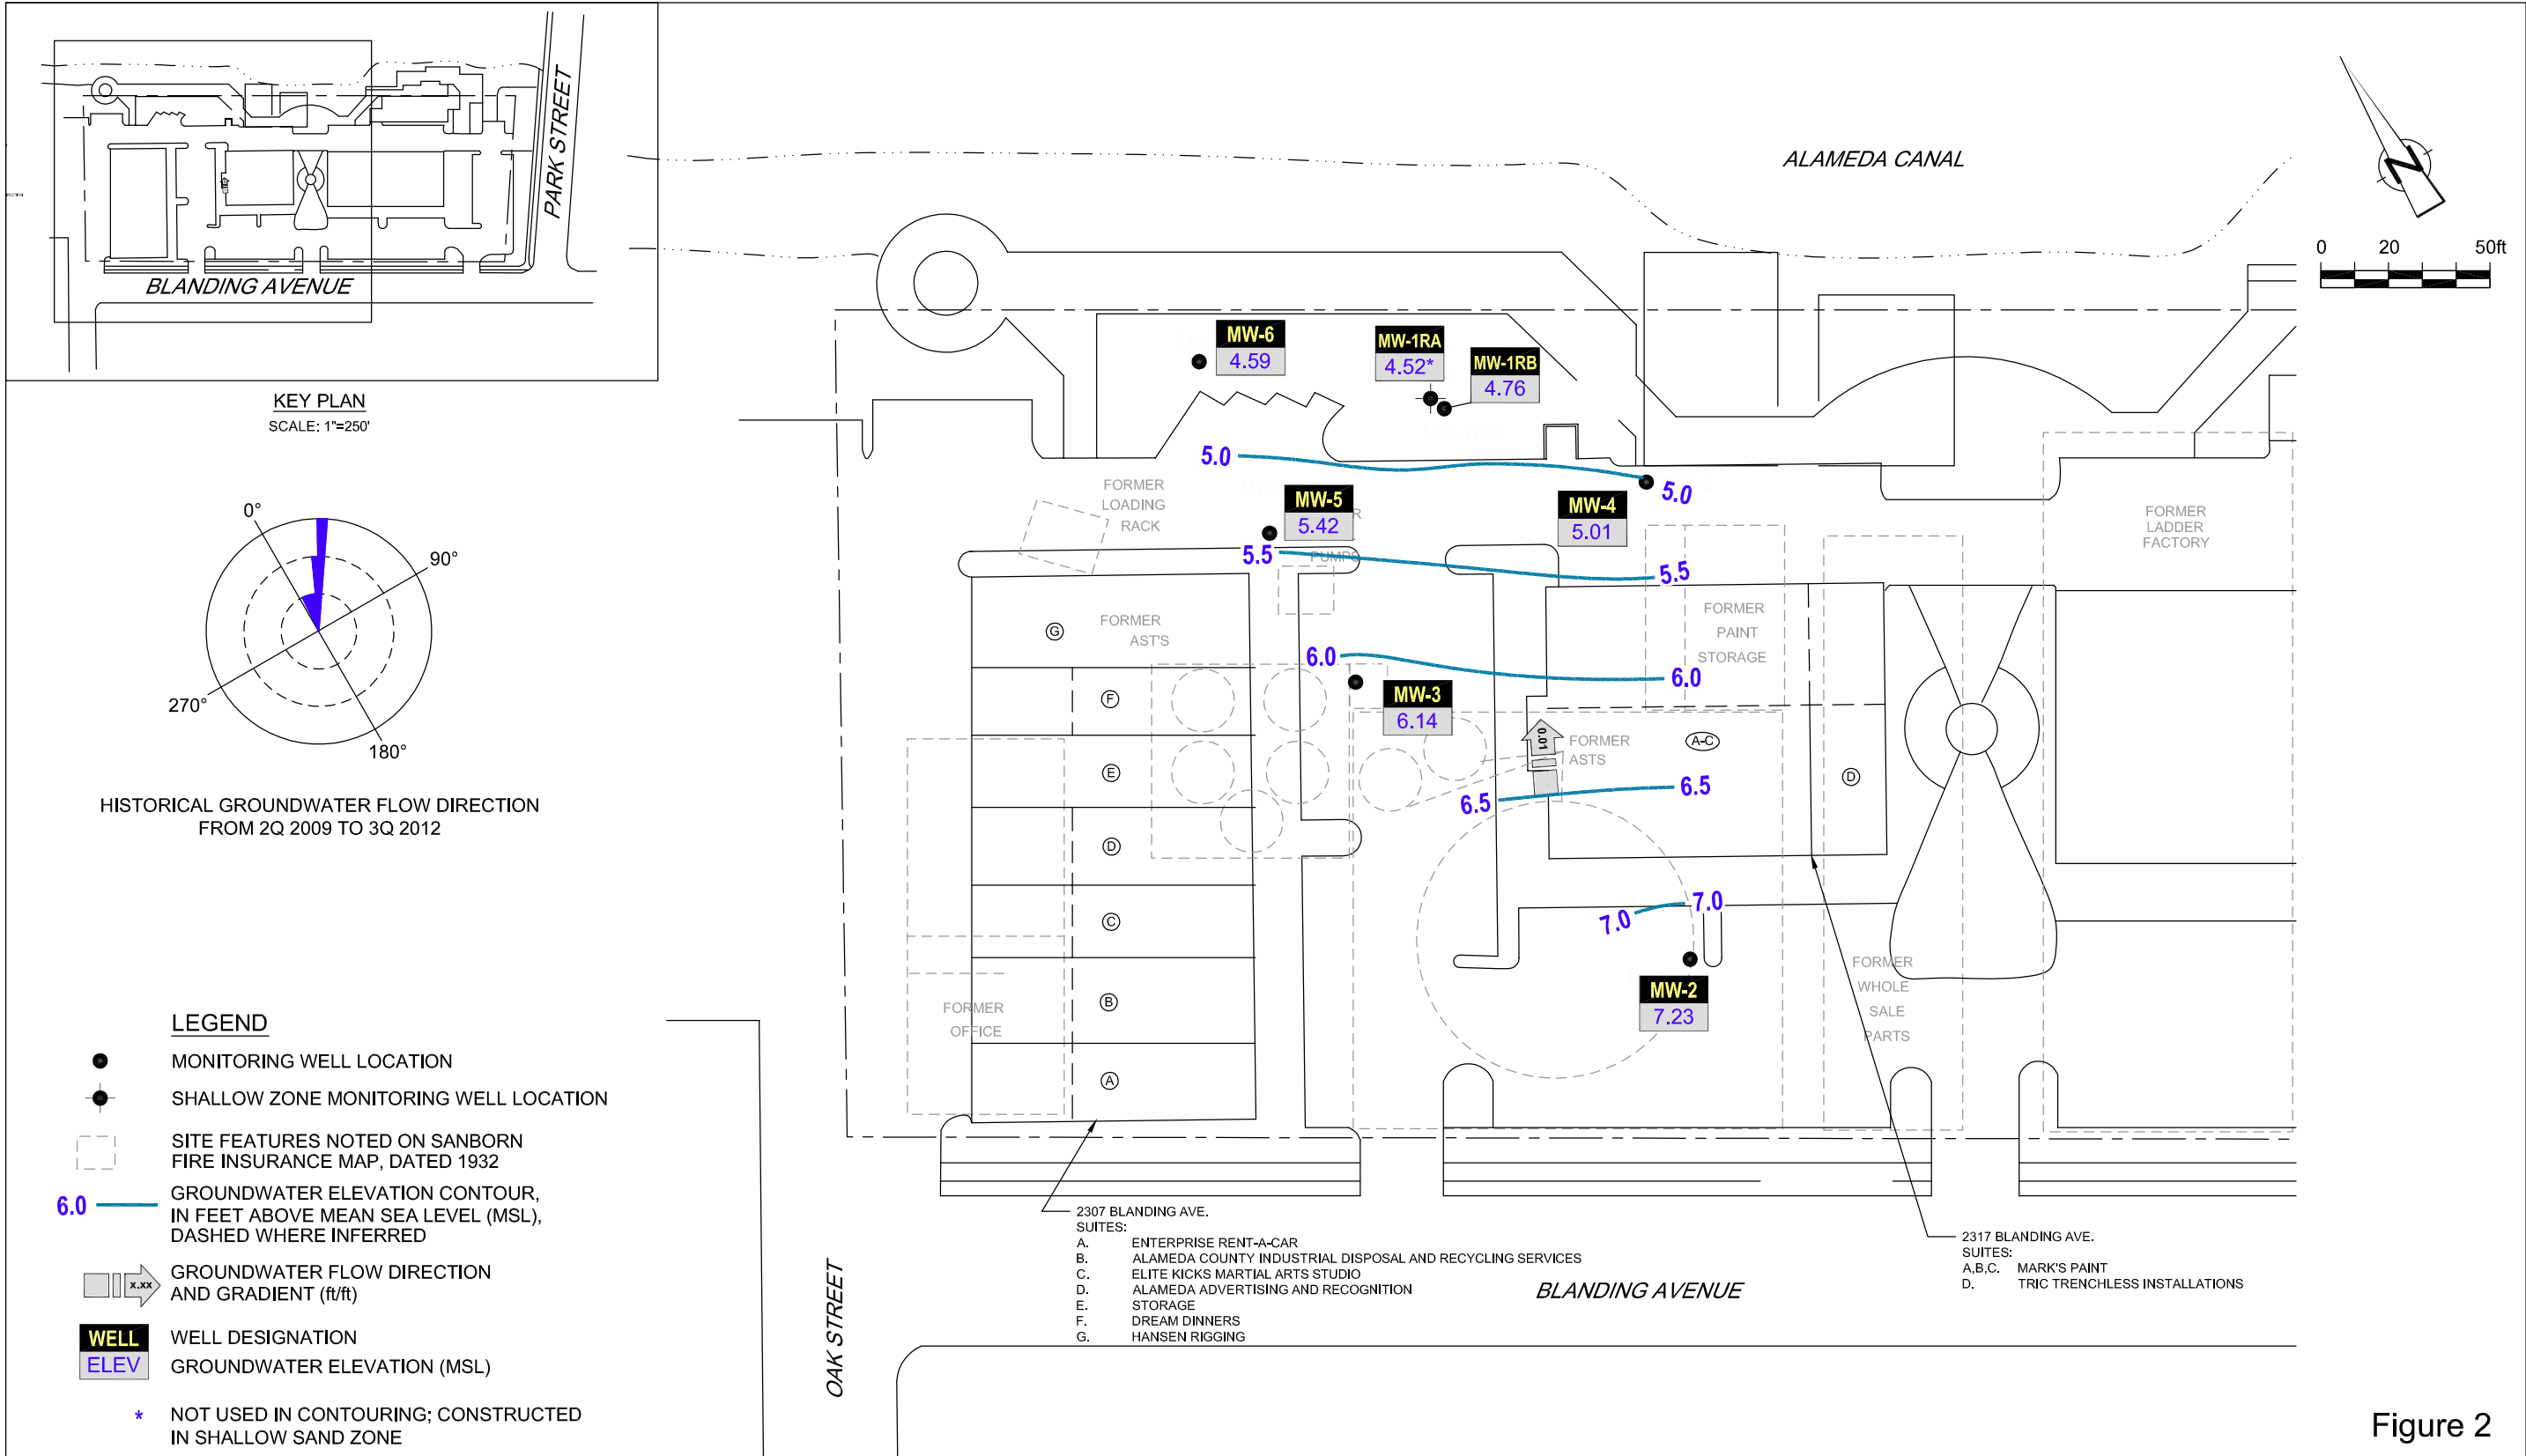 PARK STREET
BLANDING AVENUE
KEY PLAN
SCALE: 1"=250'
0°
90°
270°
180°
HISTORICAL GROUNDWATER FLOW DIRECTION
FROM 2Q 2009 TO 3Q 2012
LEGEND
MONITORING WELL LOCATION
SHALLOW ZONE MONITORING WELL LOCATION
SITE FEATURES NOTED ON SANBORN
FIRE INSURANCE MAP, DATED 1932
6.0
GROUNDWATER ELEVATION CONTOUR,
IN FEET ABOVE MEAN SEA LEVEL (MSL),
DASHED WHERE INFERRED
x.xx
GROUNDWATER FLOW DIRECTION
AND GRADIENT (ft/ft)
WELL
WELL DESIGNATION
ELEV
GROUNDWATER ELEVATION (MSL)
*
NOT USED IN CONTOURING; CONSTRUCTED
IN SHALLOW SAND ZONE
ALAMEDA CANAL
N
0 20 50ft
MW-6
4.59
MW-1RA
4.52*
MW-1RB
4.76
5.0
5.0
FORMER
LOADING
RACK
MW-5
5.42
R
PUMPS
MW-4
5.01
FORMER
LADDER
FACTORY
5.5
5.5
FORMER
AST'S
FORMER
PAINT
STORAGE
6.0
6.0
MW-3
6.14
0.01
FORMER
ASTS
A-C
D
6.5
6.5
7.0
7.0
MW-2
7.23
FORMER
WHOLE
SALE
PARTS
G
F
E
D
C
B
A
FORMER
OFFICE
2307 BLANDING AVE.
SUITES:
A. ENTERPRISE RENT-A-CAR
B. ALAMEDA COUNTY INDUSTRIAL DISPOSAL AND RECYCLING SERVICES
C. ELITE KICKS MARTIAL ARTS STUDIO
D. ALAMEDA ADVERTISING AND RECOGNITION
E. STORAGE
F. DREAM DINNERS
G. HANSEN RIGGING
2317 BLANDING AVE.
SUITES:
A,B,C. MARK'S PAINT
D. TRIC TRENCHLESS INSTALLATIONS
BLANDING AVENUE
OAK STREET
Figure 2